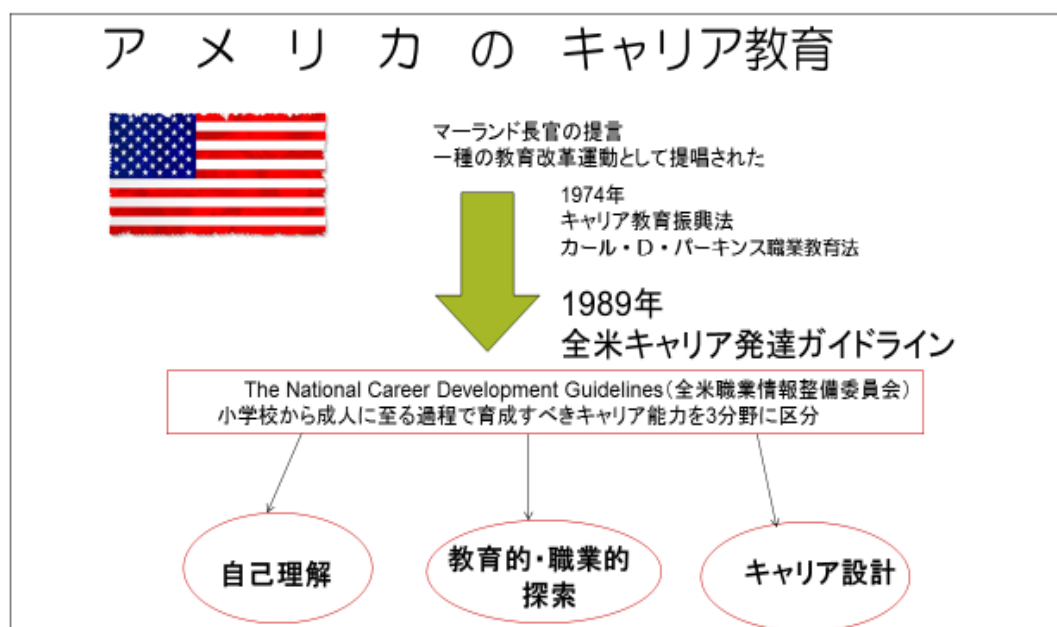 アメリカの キャリア教育
マーランド長官の提言
一種の教育改革運動として提唱された
1974年
キャリア教育振興法
カール・D・パーキンス職業教育法
1989年
全米キャリア発達ガイドライン
The National Career Development Guidelines(全米職業情報整備委員会)
小学校から成人に至る過程で育成すべきキャリア能力を3分野に区分
自己理解
教育的・職業的
探索
キャリア設計